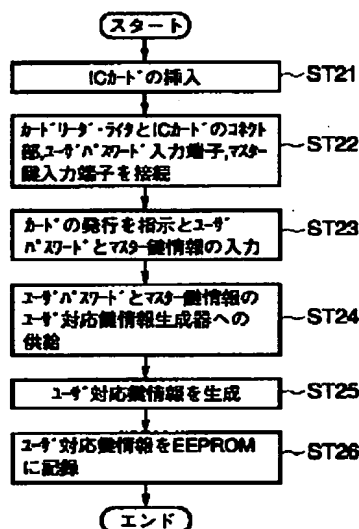 スタート
ICカードの挿入
ST21
カードリーダ・ライタとICカードのコネクト
部,ユーザパスワード入力端子,マスター
鍵入力端子を接続
ST22
カードの発行を指示とユーザ
パスワードとマスター鍵情報の入力
ST23
ユーザパスワードとマスター鍵情報の
ユーザ対応鍵情報生成器への
供給
ST24
ユーザ対応鍵情報を生成
ST25
ユーザ対応鍵情報をEEPROM
に記録
ST26
エンド